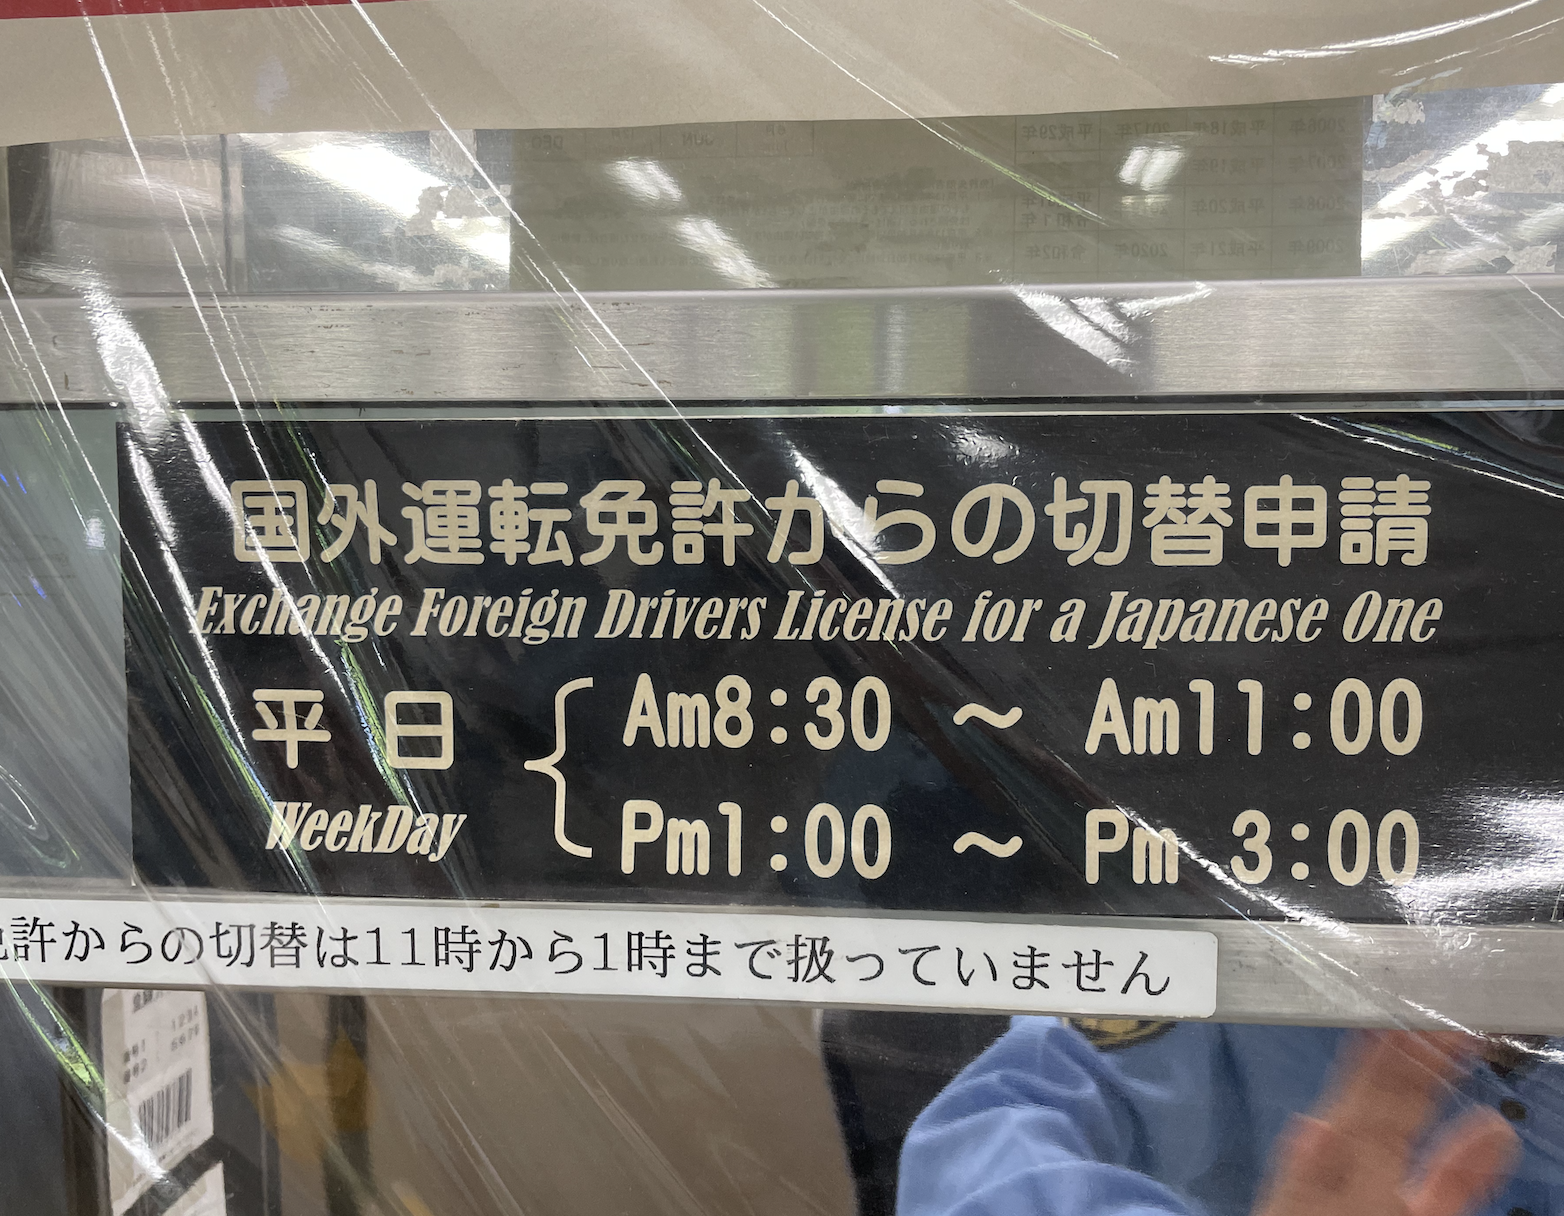 国外運転免許からの切替申請
Exchange Foreign Drivers License for a Japanese One
平日
WeekDay
Am8:30 ～ Am11:00
Pm1:00 ～ Pm 3:00
許からの切替は11時から1時まで扱っていません